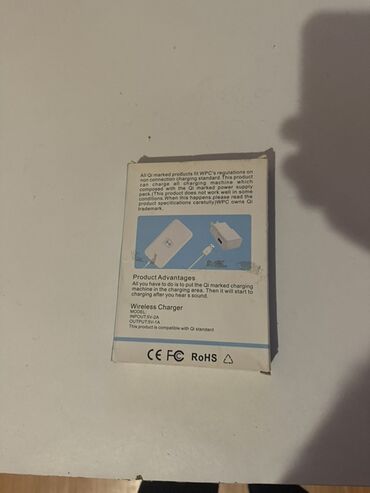 All Qi marked products fit WPC's regulations on
non connection charging standard. This product
can charge all charging machine which
composed with the Qi marked power supply
pack.(This product does not work well in some
conditions.When this happens please read the
product specifications carefully.)WPC owns Qi
trademark.
Product Advantages
All you have to do is to put the Qi marked charging
machine in the charging area. Then it will start to
charging after you hear a sound.
Wireless Charger
MODEL:
INPOUT:5V-2A
OUTPUT:5V-1A
This product is compatible with Qi standard
CE FC RoHS